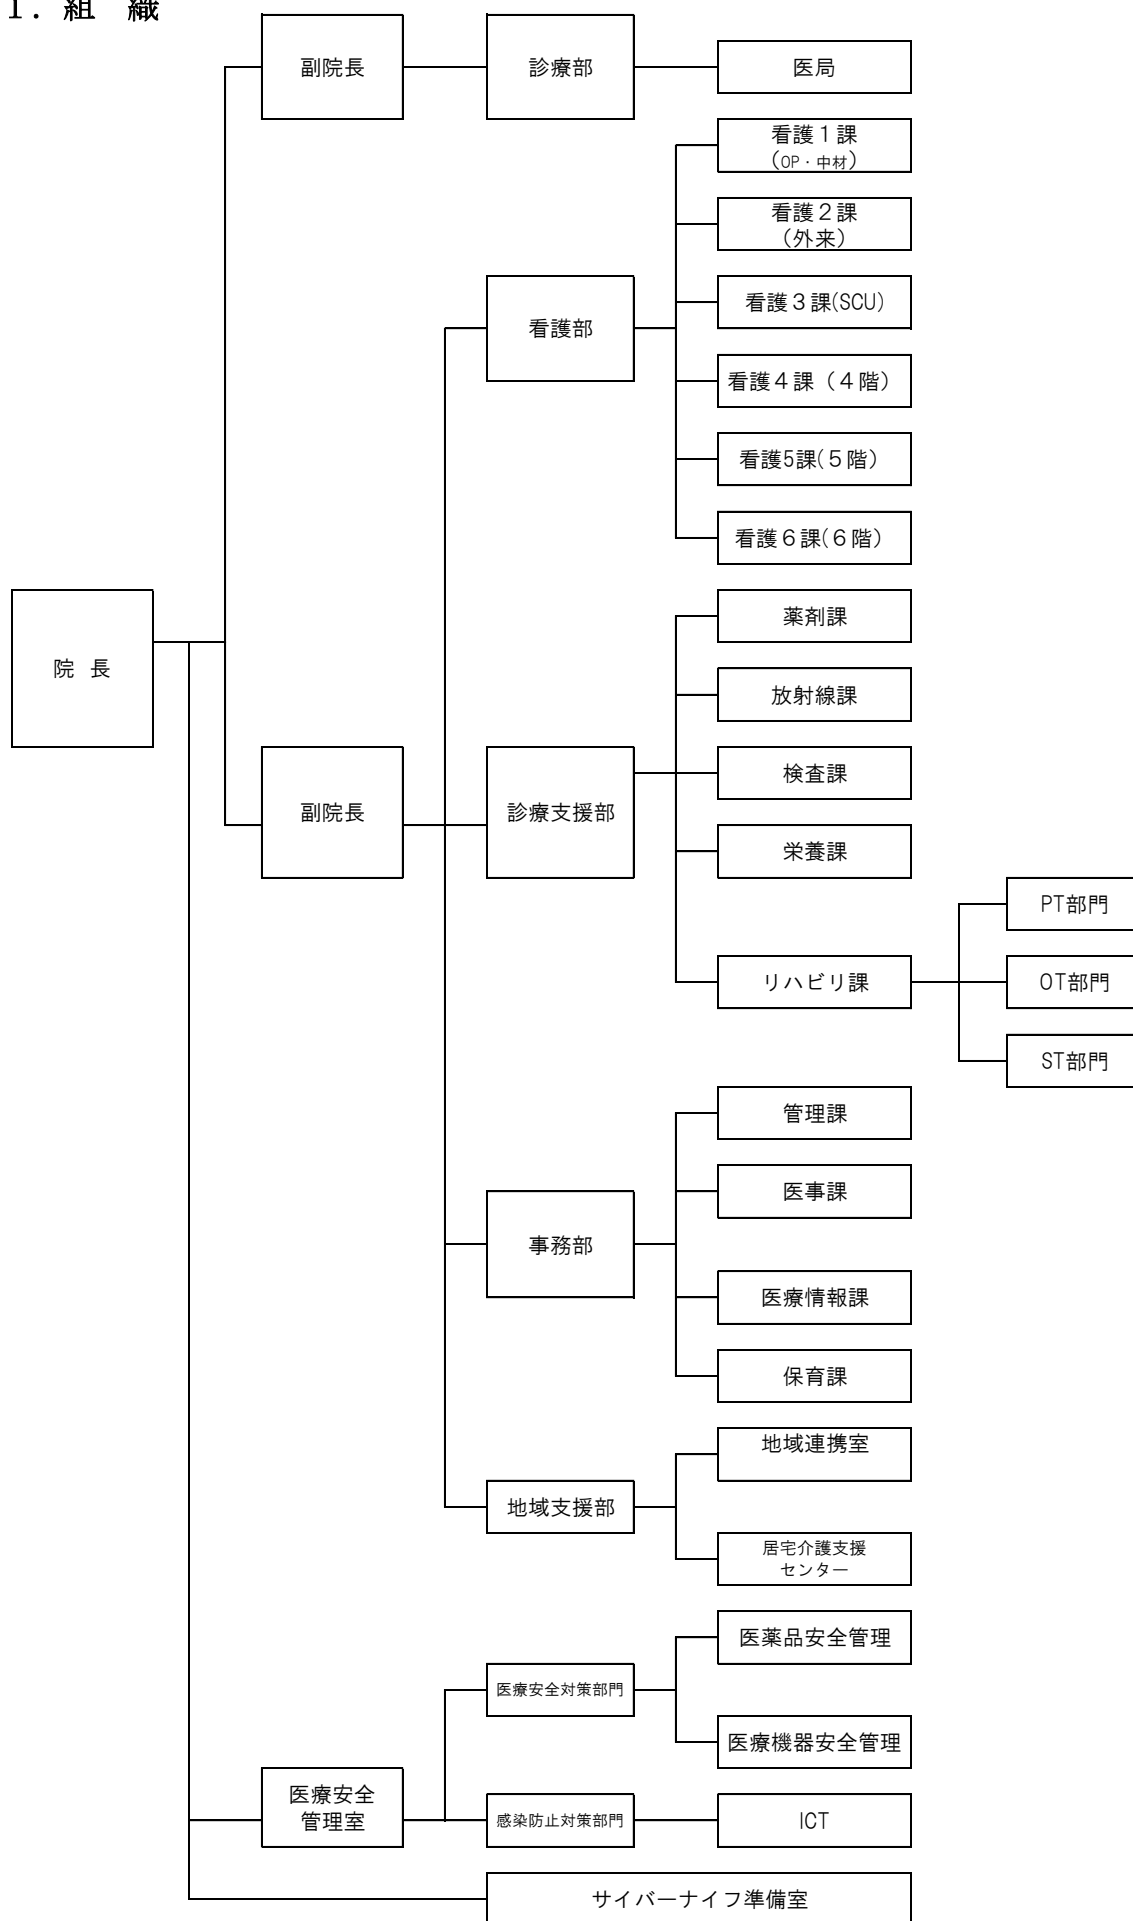 1．組　織
副院長
診療部
医局
看護１課
（OP・中材）
看護２課
（外来）
看護部
看護３課(SCU)
看護４課（４階）
看護5課(５階）
看護６課(６階）
院 長
薬剤課
放射線課
検査課
副院長
診療支援部
栄養課
PT部門
リハビリ課
OT部門
ST部門
管理課
医事課
事務部
医療情報課
保育課
地域連携室
地域支援部
居宅介護支援
センター
医薬品安全管理
医療安全対策部門
医療機器安全管理
医療安全
管理室
感染防止対策部門
ICT
サイバーナイフ準備室